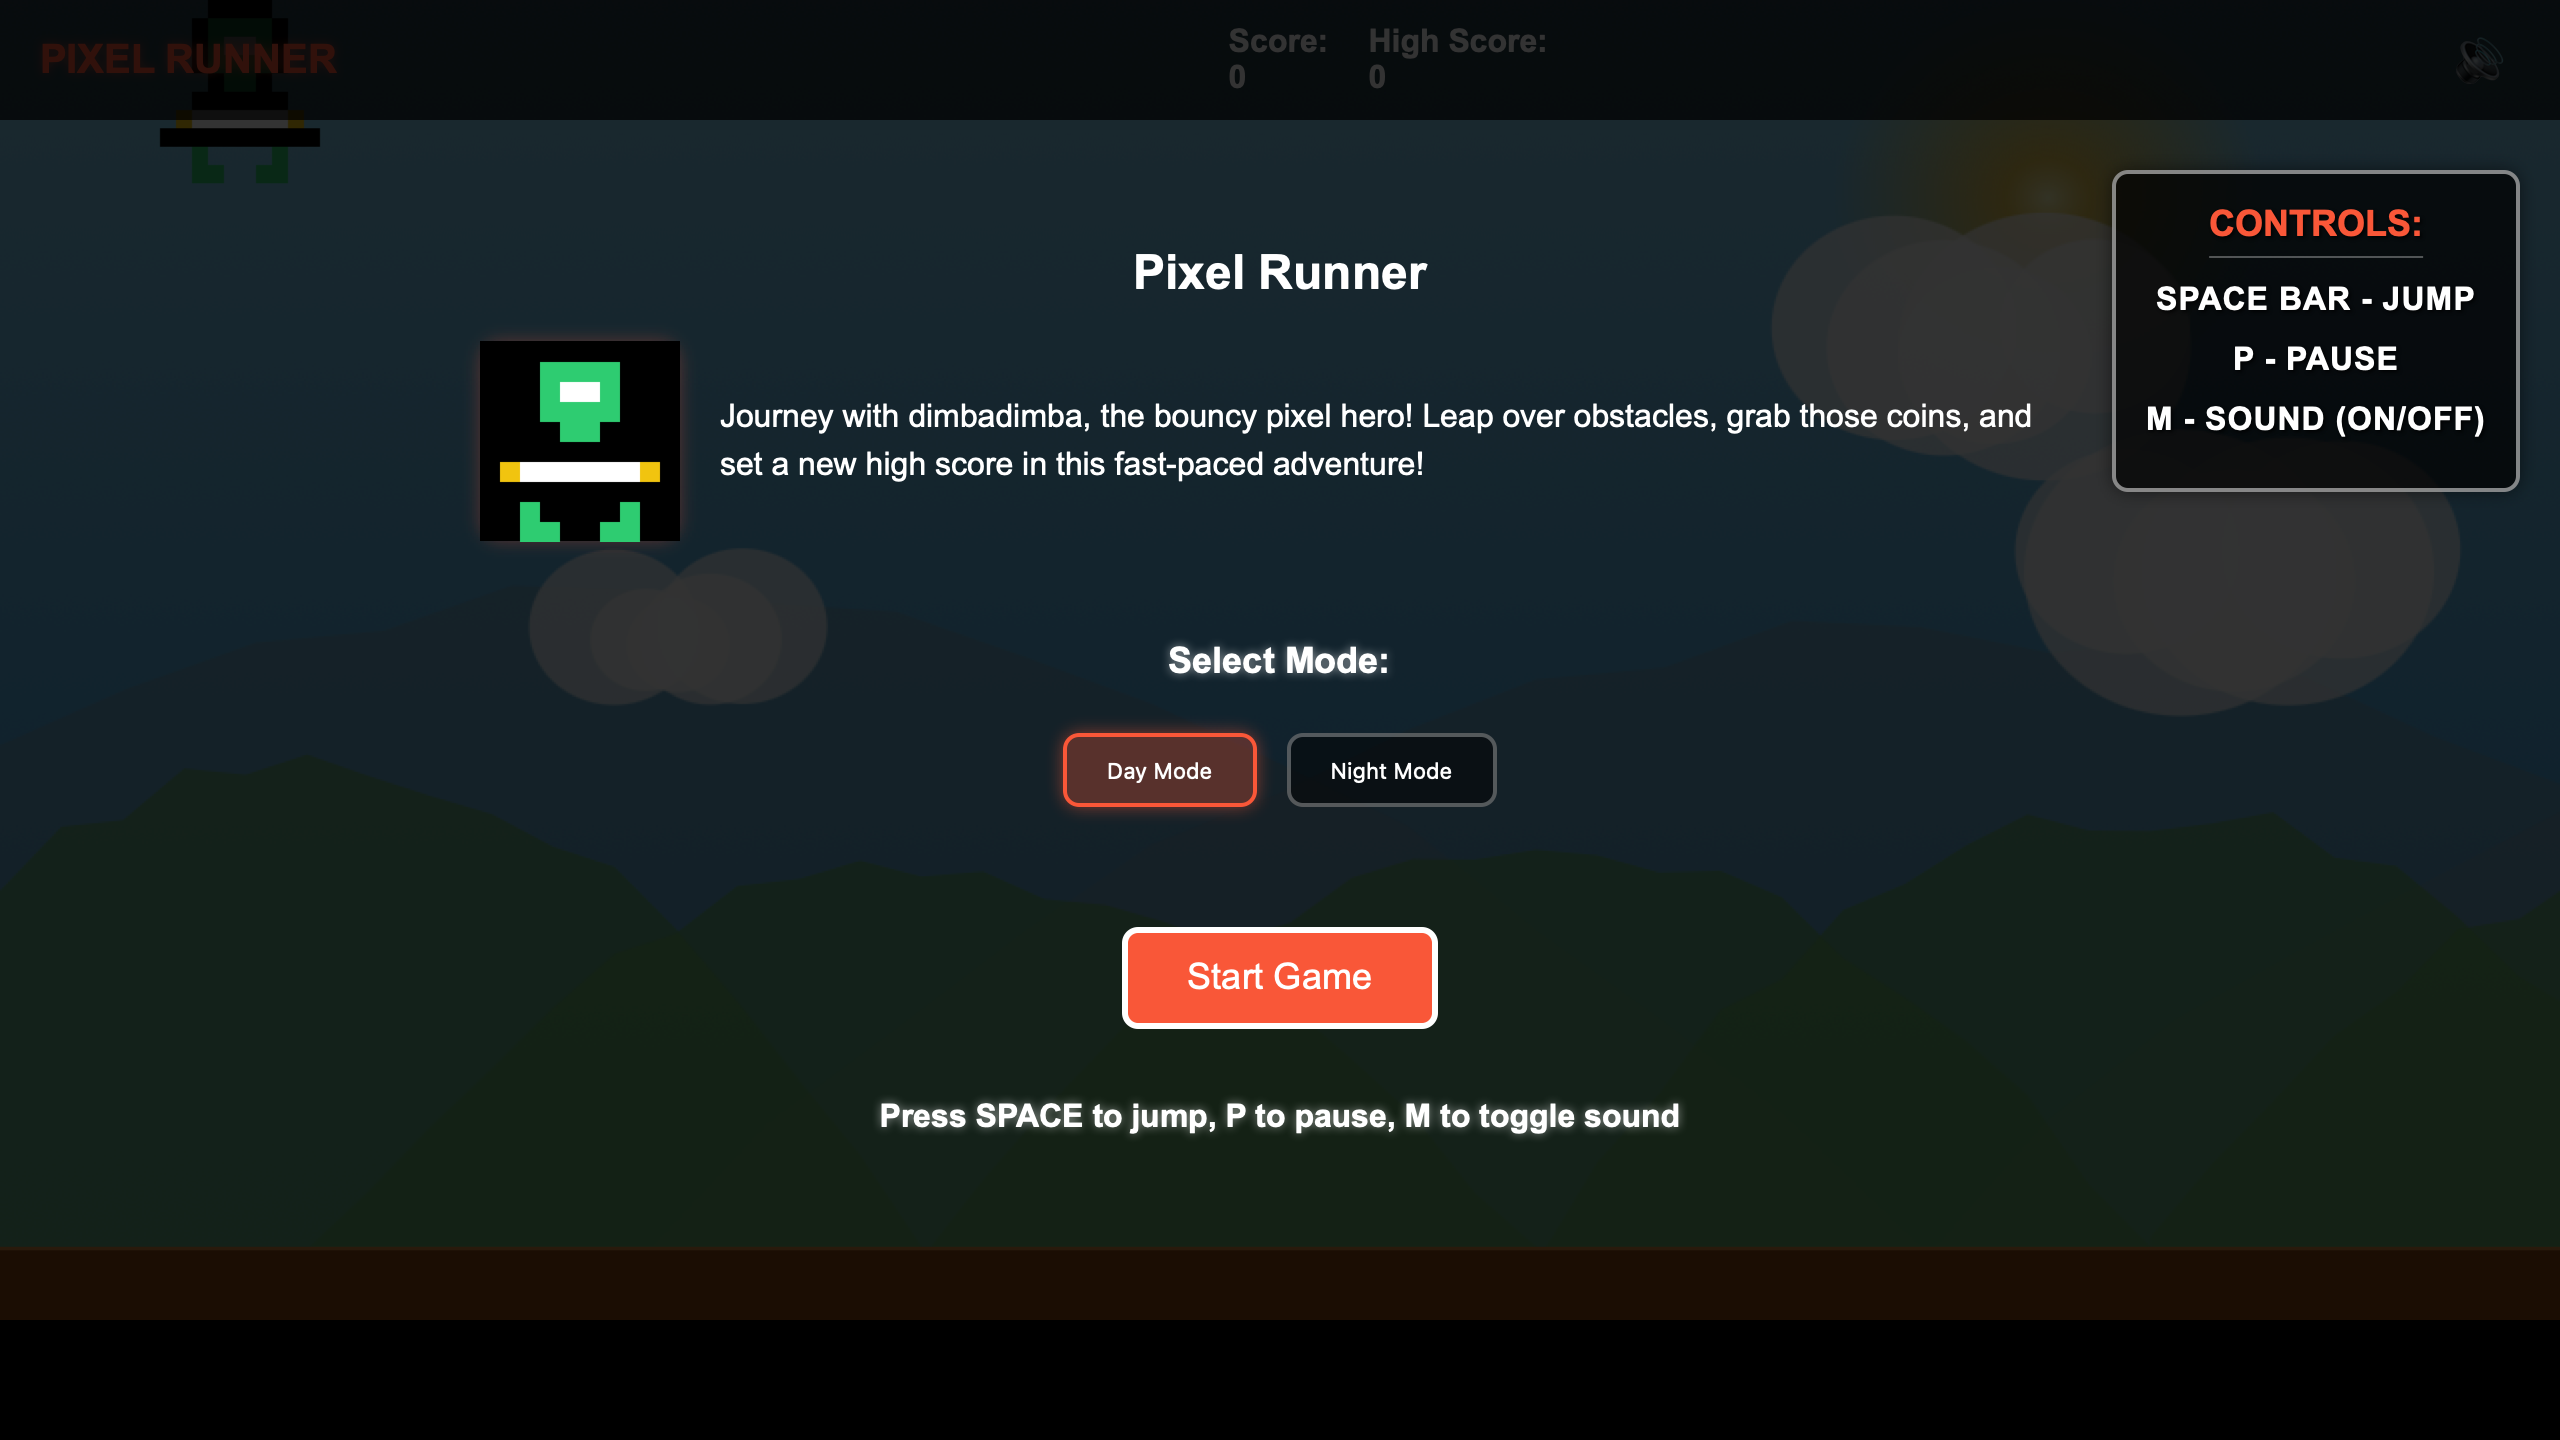 PIXEL RUNNER
Score:
0
High Score:
0
CONTROLS:
SPACE BAR - JUMP
P - PAUSE
M - SOUND (ON/OFF)
Pixel Runner
Journey with dimbadimba, the bouncy pixel hero! Leap over obstacles, grab those coins, and
set a new high score in this fast-paced adventure!
Select Mode:
Day Mode
Night Mode
Start Game
Press SPACE to jump, P to pause, M to toggle sound